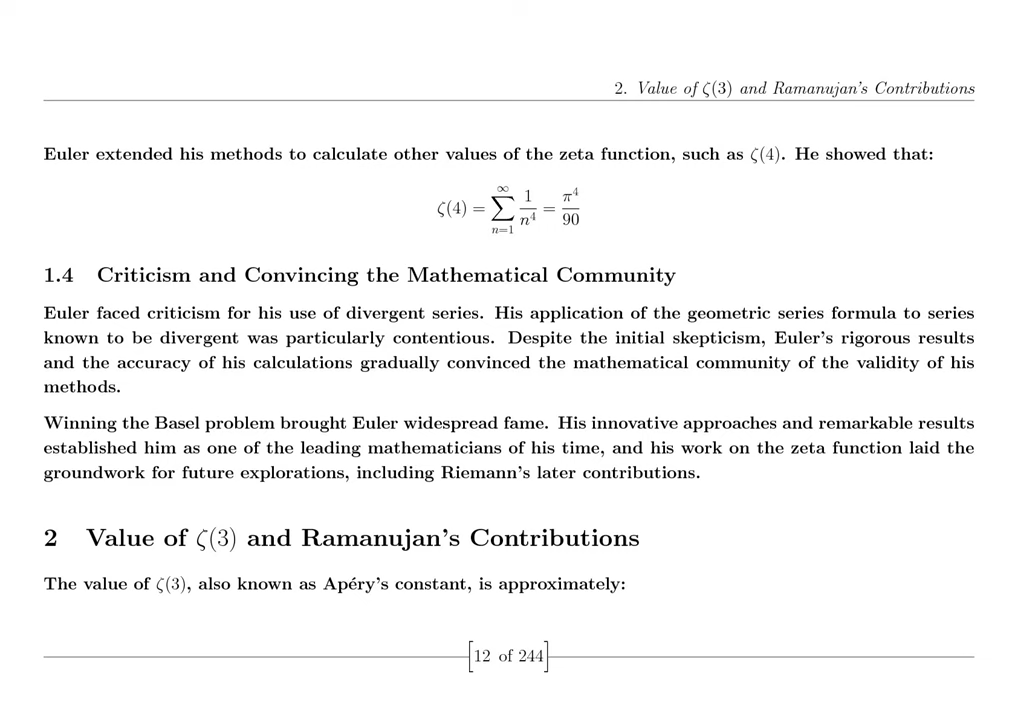 2. Value of ζ(3) and Ramanujan's Contributions
Euler extended his methods to calculate other values of the zeta function, such as ζ(4). He showed that:
ζ(4) = ∑_{n=1}^{∞} 1/n⁴ = π⁴/90
1.4 Criticism and Convincing the Mathematical Community
Euler faced criticism for his use of divergent series. His application of the geometric series formula to series
known to be divergent was particularly contentious. Despite the initial skepticism, Euler's rigorous results
and the accuracy of his calculations gradually convinced the mathematical community of the validity of his
methods.
Winning the Basel problem brought Euler widespread fame. His innovative approaches and remarkable results
established him as one of the leading mathematicians of his time, and his work on the zeta function laid the
groundwork for future explorations, including Riemann's later contributions.
2 Value of ζ(3) and Ramanujan's Contributions
The value of ζ(3), also known as Apéry's constant, is approximately:
[12 of 244]